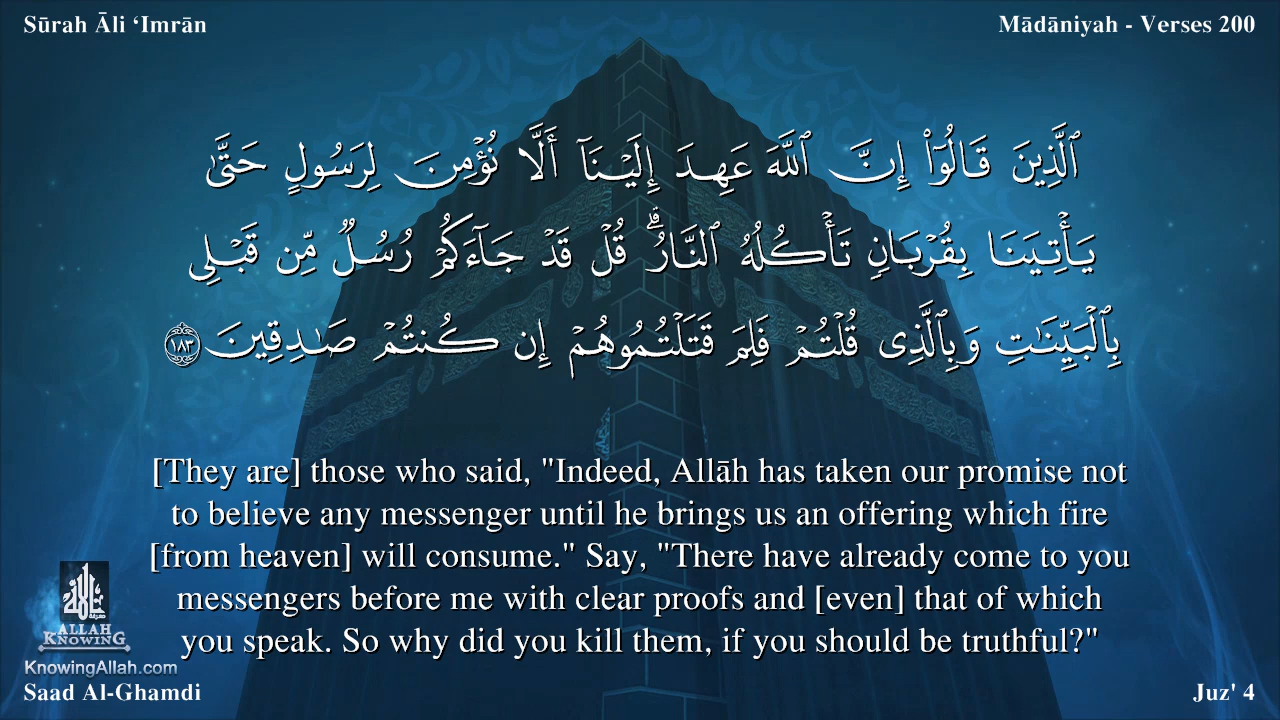 Sūrah Āli ‘Imrān
Mādāniyah - Verses 200
ٱلَّذِينَ قَالُوٓا۟ إِنَّ ٱللَّهَ عَهِدَ إِلَيْنَآ أَلَّا نُؤْمِنَ لِرَسُولٍ حَتَّىٰ
يَأْتِيَنَا بِقُرْبَانٍ تَأْكُلُهُ ٱلنَّارُ ۗ قُلْ قَدْ جَآءَكُمْ رُسُلٌ مِّن قَبْلِى
بِٱلْبَيِّنَٰتِ وَبِٱلَّذِى قُلْتُمْ فَلِمَ قَتَلْتُمُوهُمْ إِن كُنتُمْ صَٰدِقِينَ ١٨٣
[They are] those who said, "Indeed, Allāh has taken our promise not
to believe any messenger until he brings us an offering which fire
[from heaven] will consume." Say, "There have already come to you
messengers before me with clear proofs and [even] that of which
you speak. So why did you kill them, if you should be truthful?"
ALLAH
KNOWING
KnowingAllah.com
Saad Al-Ghamdi
Juz' 4